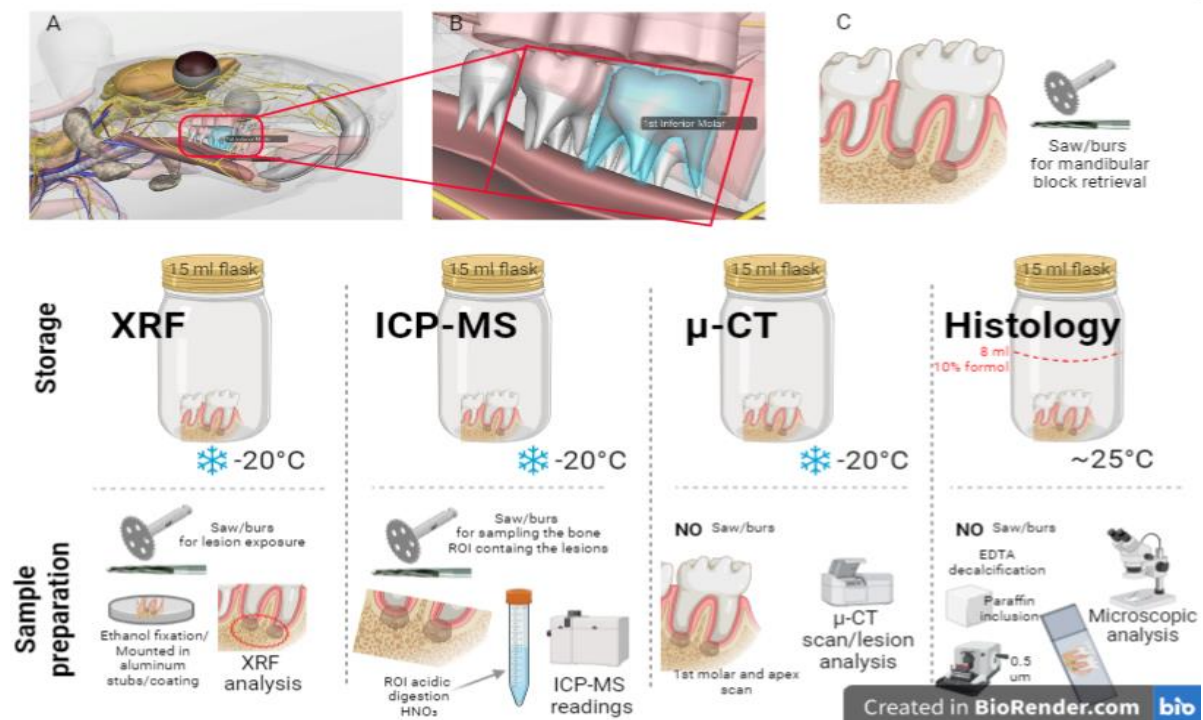 A
B
C
1st Inferior Molar
Saw/burs
for mandibular
block retrieval
Storage
15 ml flask
XRF
-20°C
15 ml flask
ICP-MS
-20°C
15 ml flask
µ-CT
-20°C
15 ml flask
Histology
8 ml
10% formol
~25°C
Sample
preparation
Saw/burs
for lesion exposure
Ethanol fixation/
Mounted in
aluminum
stubs/coating
XRF
analysis
Saw/burs
for sampling the bone
ROI containg the lesions
ROI acidic
digestion
HNO₃
ICP-MS
readings
NO Saw/burs
1st molar and apex
scan
µ-CT
scan/lesion
analysis
NO Saw/burs
EDTA
decalcification
Paraffin
inclusion
0.5
um
Microscopic
analysis
Created in BioRender.com bio